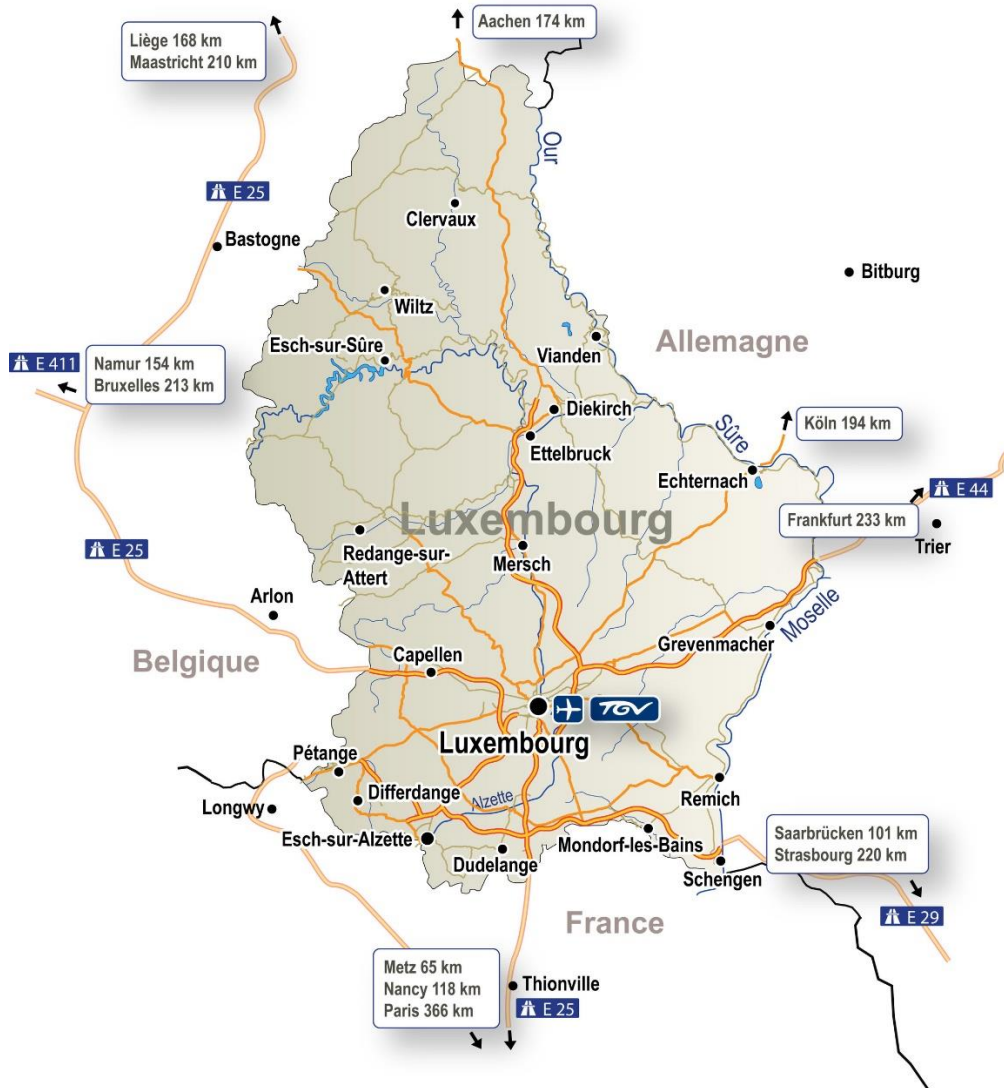 Liège 168 km
Maastricht 210 km
Aachen 174 km
Our
E 25
Clervaux
Bastogne
Bitburg
Wiltz
Esch-sur-Sûre
Vianden
Allemagne
E 411
Namur 154 km
Bruxelles 213 km
Diekirch
Ettelbruck
Sûre
Köln 194 km
Echternach
E 44
Frankfurt 233 km
Luxembourg
Trier
E 25
Redange-sur-
Attert
Mersch
Arlon
Moselle
Grevenmacher
Belgique
Capellen
TGV
Luxembourg
Pétange
Remich
Differdange
Alzette
Longwy
Esch-sur-Alzette
Mondorf-les-Bains
Saarbrücken 101 km
Strasbourg 220 km
Dudelange
Schengen
France
E 29
Metz 65 km
Nancy 118 km
Paris 366 km
Thionville
E 25